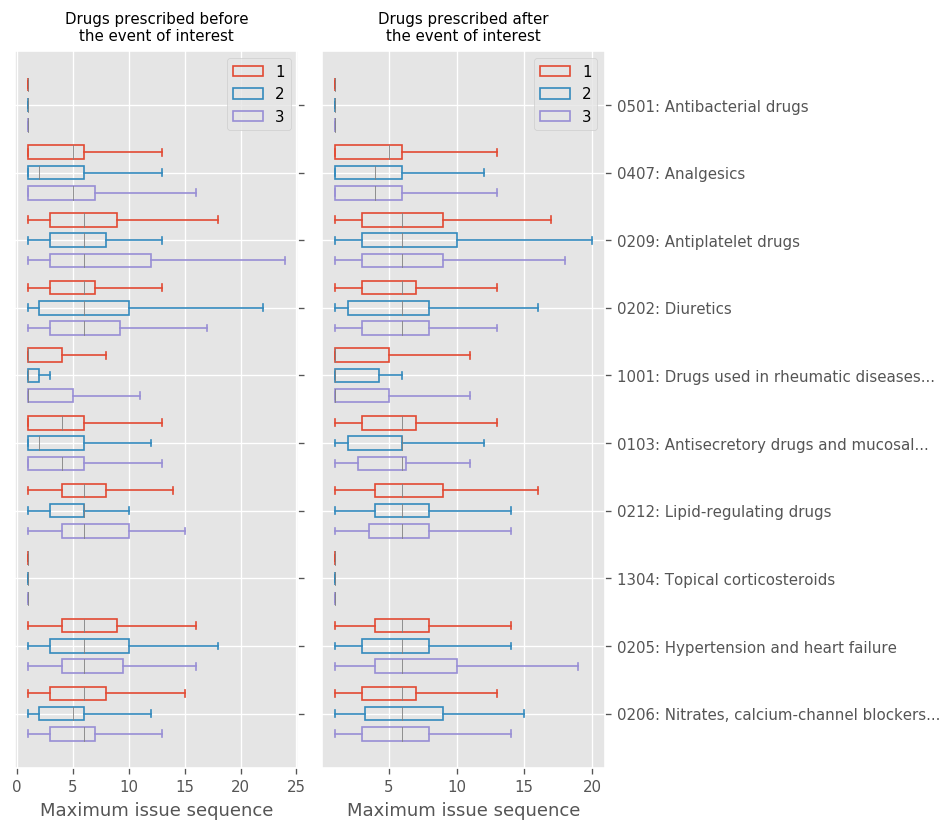 Drugs prescribed before
the event of interest
Drugs prescribed after
the event of interest
1
2
3
1
2
3
0501: Antibacterial drugs
0407: Analgesics
0209: Antiplatelet drugs
0202: Diuretics
1001: Drugs used in rheumatic diseases...
0103: Antisecretory drugs and mucosal...
0212: Lipid-regulating drugs
1304: Topical corticosteroids
0205: Hypertension and heart failure
0206: Nitrates, calcium-channel blockers...
0 5 10 15 20 25
5 10 15 20
Maximum issue sequence
Maximum issue sequence